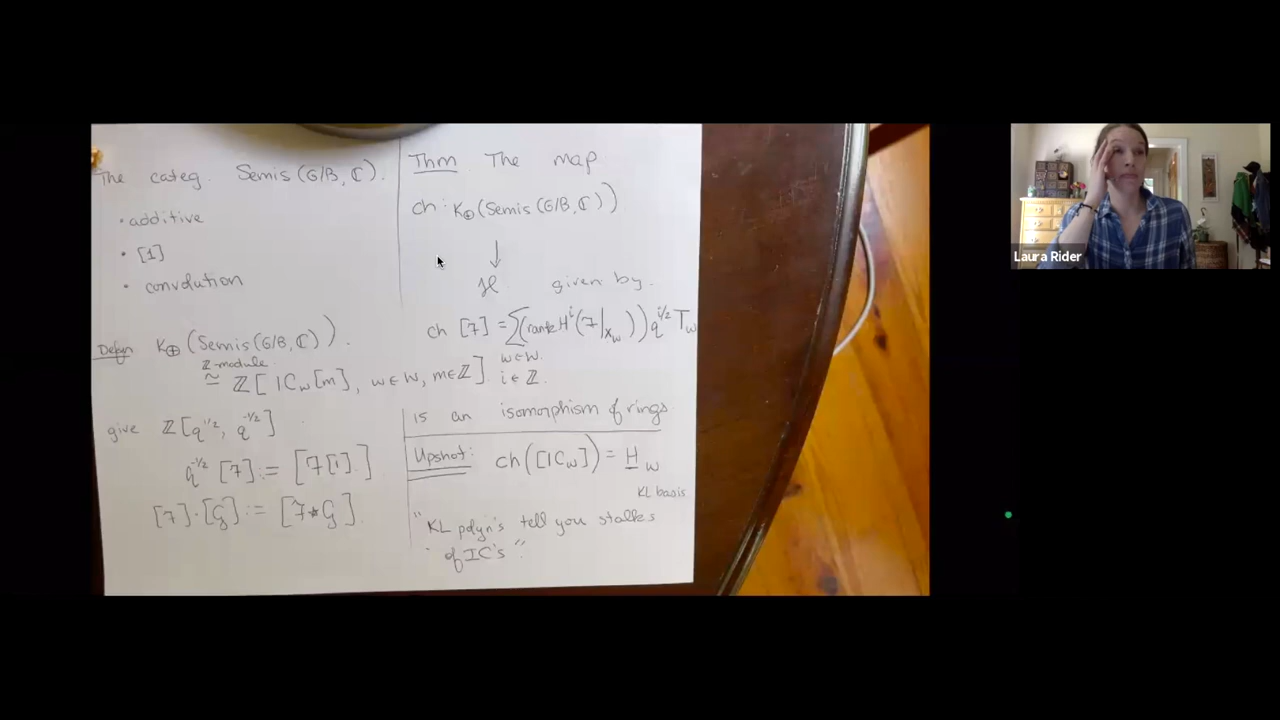 The categ. Semis (G/B, ℂ).
• additive
• [1]
• convolution
Defn K⊕ (Semis(G/B, ℂ)).
ℤ-module
≅ ℤ[ IC_w[m], w∈W, m∈ℤ].
give ℤ[q^{1/2}, q^{-1/2}]
q^{-1/2} [F] := [F[1]]
[F]·[G] := [F*G].
Thm. The map
ch: K⊕(Semis(G/B, ℂ))
↓
ℋ given by.
ch [F] = ∑(rank H^i(F|_{X_w})) q^{i/2} T_w
w∈W.
i∈ℤ.
is an isomorphism of rings.
Upshot: ch([IC_w]) = H_w
KL basis
"KL polyn's tell you stalks
of IC's"
Laura Rider